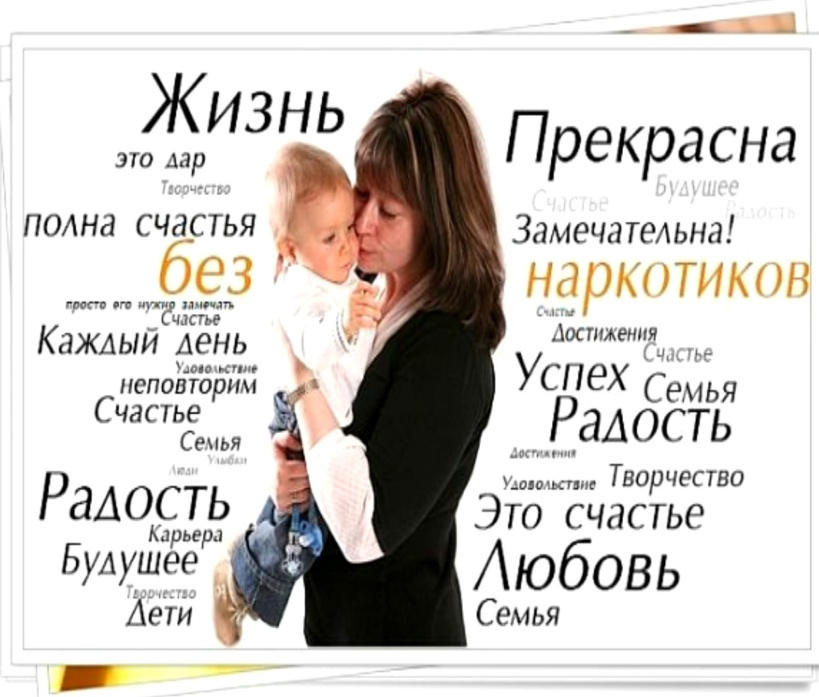 Жизнь
это дар
Творчество
полна счастья
без
просто его нужно замечать
Счастье
Каждый день
Удовольствие
неповторим
Счастье
Семья
Улыбки
Люди
Радость
Карьера
Будущее
Творчество
Дети
Прекрасна
Будущее
Счастье
Радость
Замечательна!
наркотиков
Счастье
Достижения
Счастье
Успех
Семья
Радость
Достижения
Удовольствие
Творчество
Это счастье
Любовь
Семья